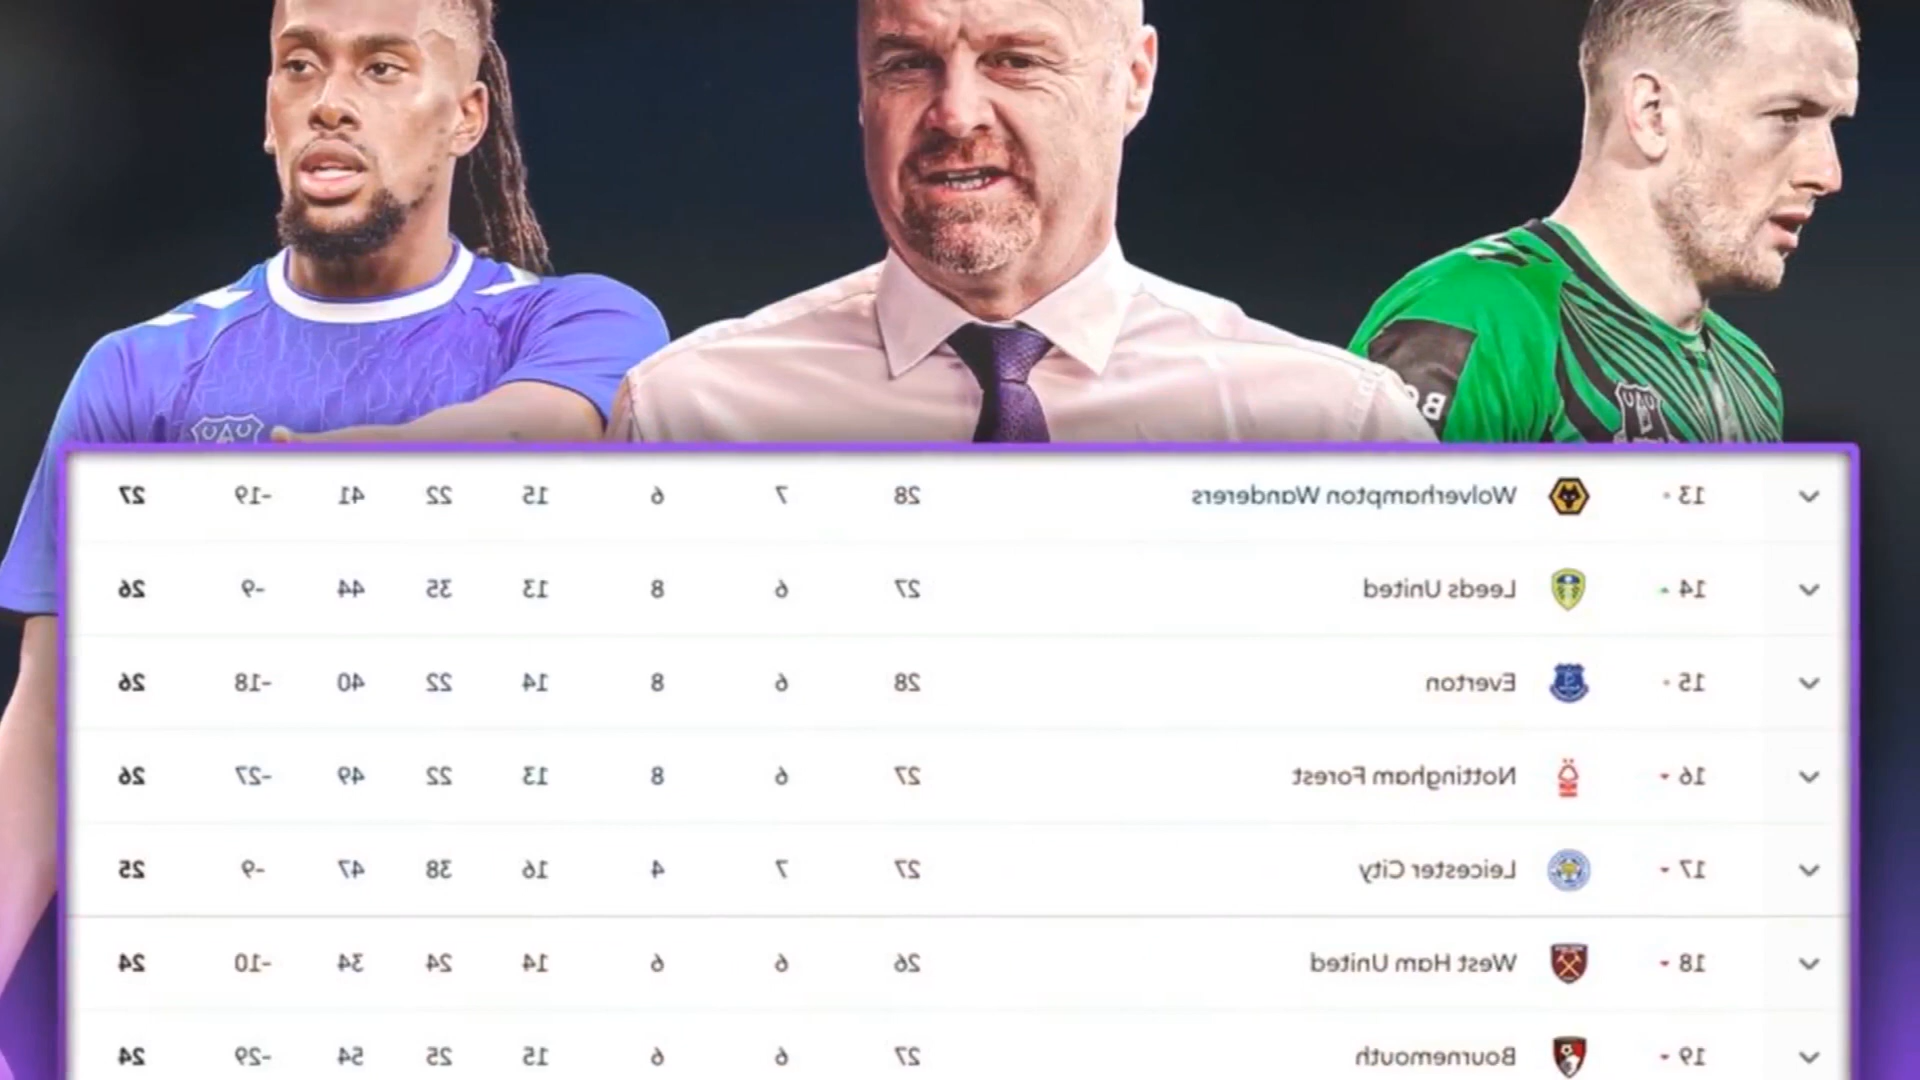 13 Wolverhampton Wanderers 28 7 6 15 22 41 -19 27
14 Leeds United 27 6 8 13 35 44 -9 26
15 Everton 28 6 8 14 22 40 -18 26
16 Nottingham Forest 27 6 8 13 22 49 -27 26
17 Leicester City 27 7 4 16 38 47 -9 25
18 West Ham United 26 6 6 14 24 34 -10 24
19 Bournemouth 27 6 6 15 25 54 -29 24